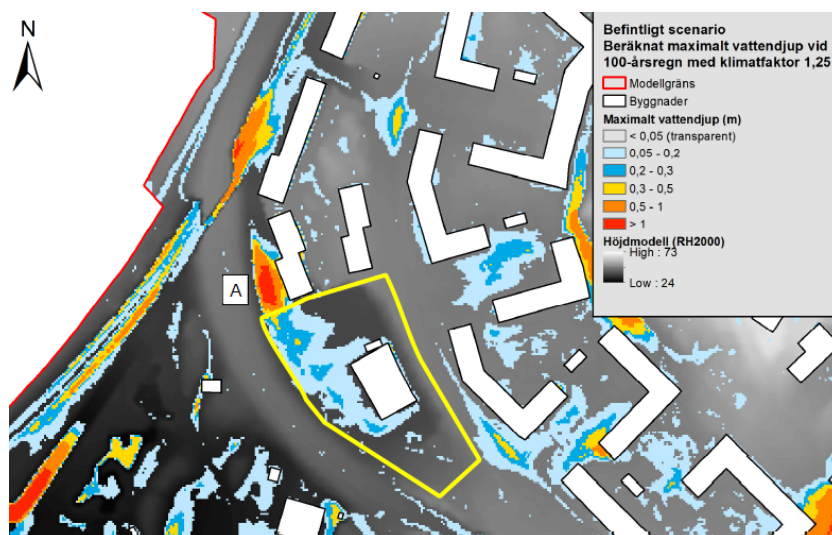 N
A
Befintligt scenario
Beräknat maximalt vattendjup vid
100-årsregn med klimatfaktor 1,25
Modellgräns
Byggnader
Maximalt vattendjup (m)
< 0,05 (transparent)
0,05 - 0,2
0,2 - 0,3
0,3 - 0,5
0,5 - 1
> 1
Höjdmodell (RH2000)
High : 73
Low : 24